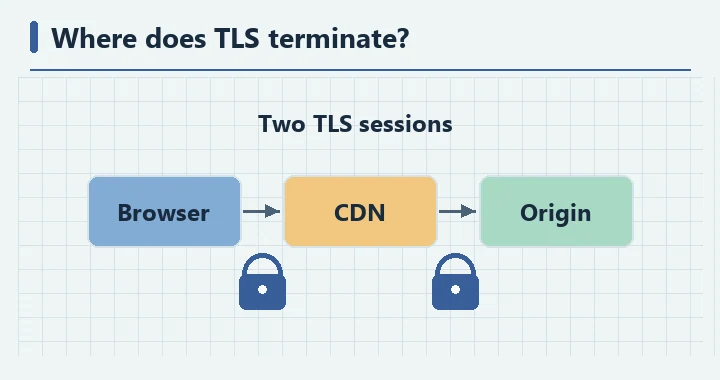 Where does TLS terminate?
Two TLS sessions
Browser
CDN
Origin